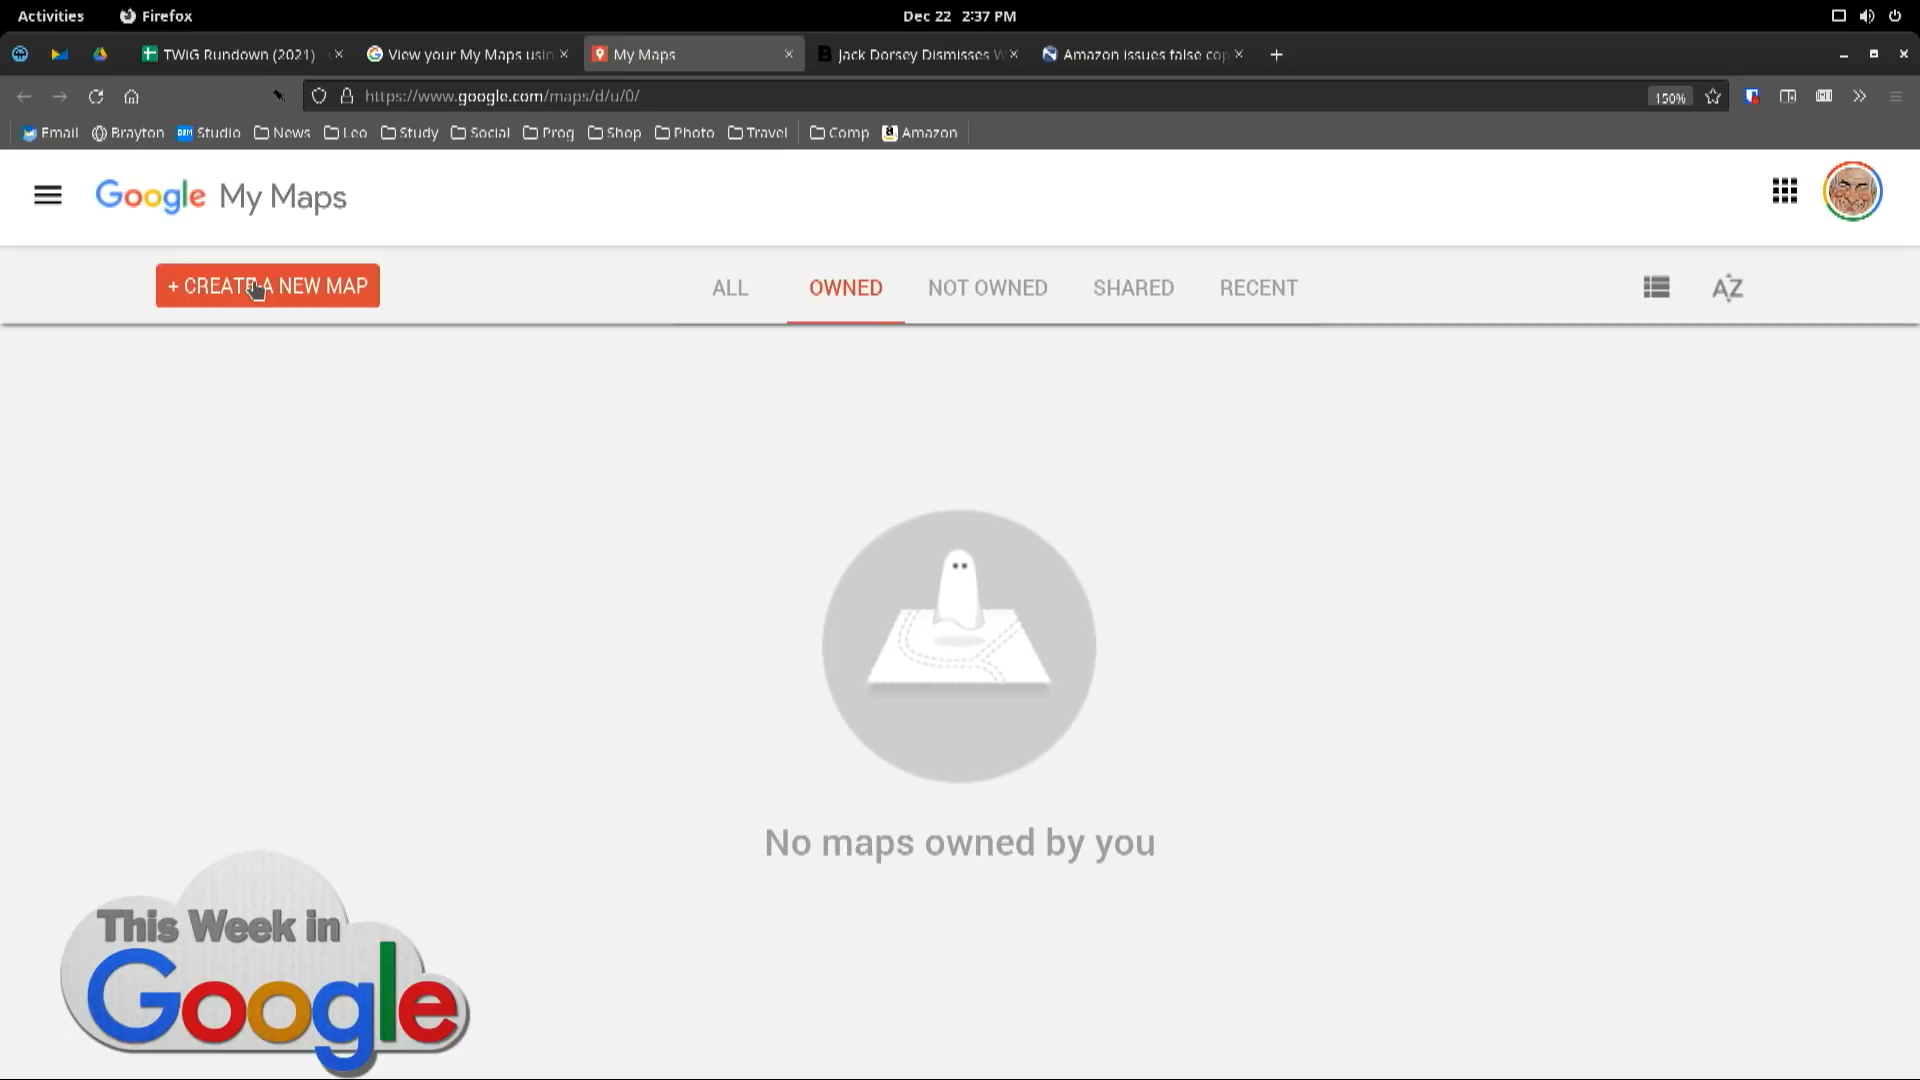 Activities Firefox Dec 22 2:37 PM
TWiG Rundown (2021) View your My Maps usin My Maps Jack Dorsey Dismisses W Amazon issues false cop
https://www.google.com/maps/d/u/0/ 150%
Email Brayton Studio News Leo Study Social Prog Shop Photo Travel Comp Amazon
Google My Maps
+ CREATE A NEW MAP ALL OWNED NOT OWNED SHARED RECENT AZ
No maps owned by you
This Week in
Google